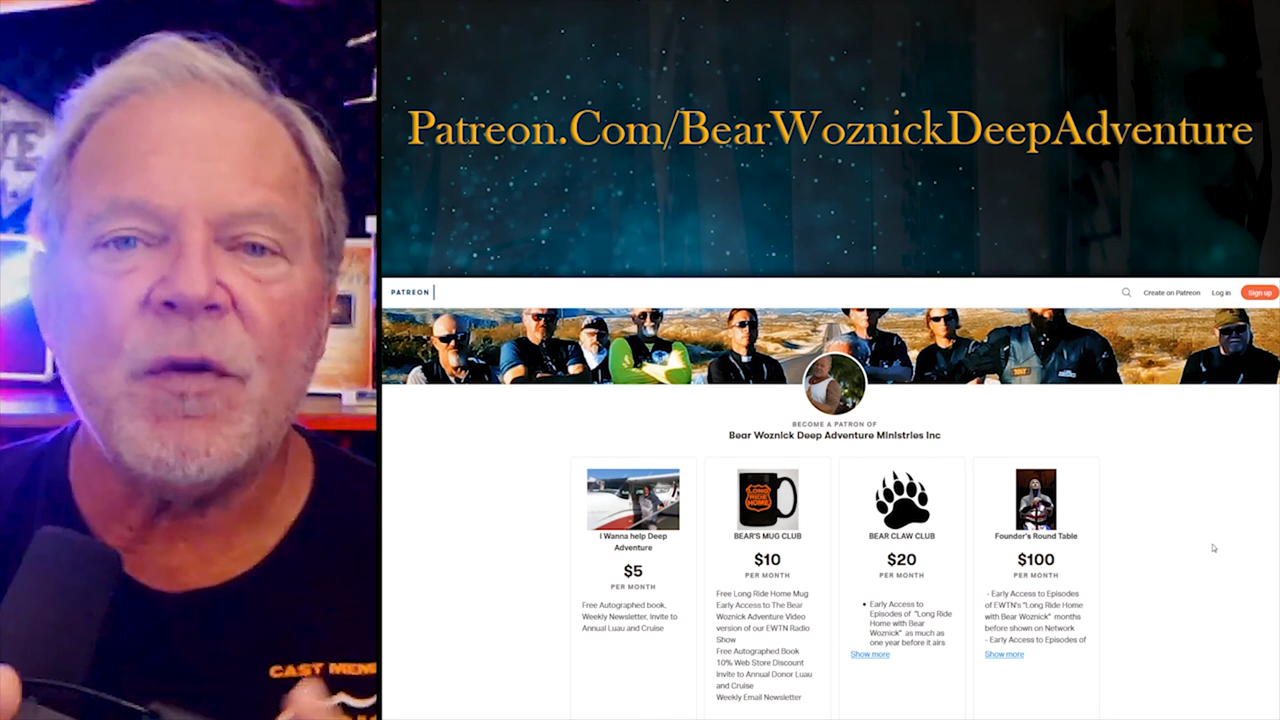 Patreon.Com/BearWoznickDeepAdventure
PATREON
Create on Patreon
Log in
Sign up
BECOME A PATRON OF
Bear Woznick Deep Adventure Ministries Inc
I Wanna help Deep
Adventure
$5
PER MONTH
Free Autographed book,
Weekly Newsletter, Invite to
Annual Luau and Cruise
LONG
RIDE
HOME
BEAR'S MUG CLUB
$10
PER MONTH
Free Long Ride Home Mug
Early Access to The Bear
Woznick Adventure Video
version of our EWTN Radio
Show
Free Autographed Book
10% Web Store Discount
Invite to Annual Donor Luau
and Cruise
Weekly Email Newsletter
BEAR CLAW CLUB
$20
PER MONTH
• Early Access to
Episodes of "Long Ride
Home with Bear
Woznick" as much as
one year before it airs
Show more
Founder's Round Table
$100
PER MONTH
- Early Access to Episodes
of EWTN's "Long Ride Home
with Bear Woznick" months
before shown on Network
- Early Access to Episodes of
Show more
CAST MEM